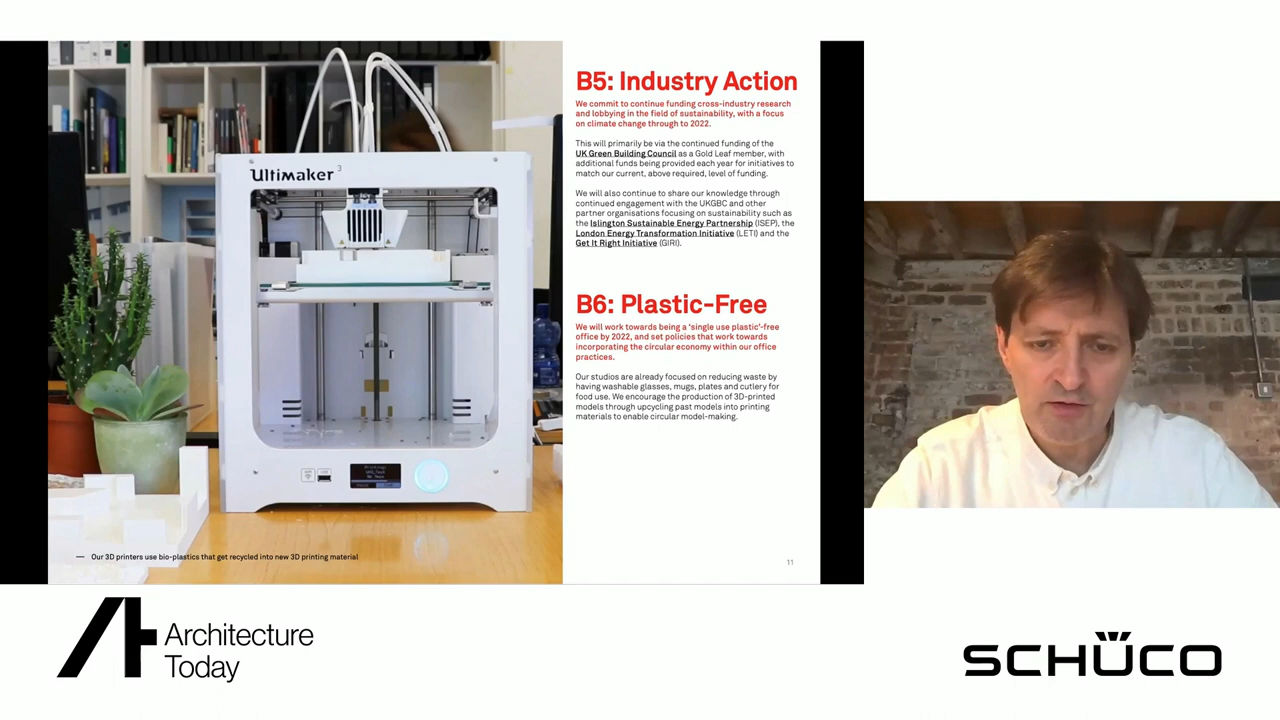 Ultimaker 3
— Our 3D printers use bio-plastics that get recycled into new 3D printing material
B5: Industry Action
We commit to continue funding cross-industry research
and lobbying in the field of sustainability, with a focus
on climate change through to 2022.
This will primarily be via the continued funding of the
UK Green Building Council as a Gold Leaf member, with
additional funds being provided each year for initiatives to
match our current, above required, level of funding.
We will also continue to share our knowledge through
continued engagement with the UKGBC and other
partner organisations focusing on sustainability such as
the Islington Sustainable Energy Partnership (ISEP), the
London Energy Transformation Initiative (LETI) and the
Get It Right Initiative (GIRI).
B6: Plastic-Free
We will work towards being a ‘single use plastic’-free
office by 2022, and set policies that work towards
incorporating the circular economy within our office
practices.
Our studios are already focused on reducing waste by
having washable glasses, mugs, plates and cutlery for
food use. We encourage the production of 3D-printed
models through upcycling past models into printing
materials to enable circular model-making.
11
Architecture
Today
SCHÜCO